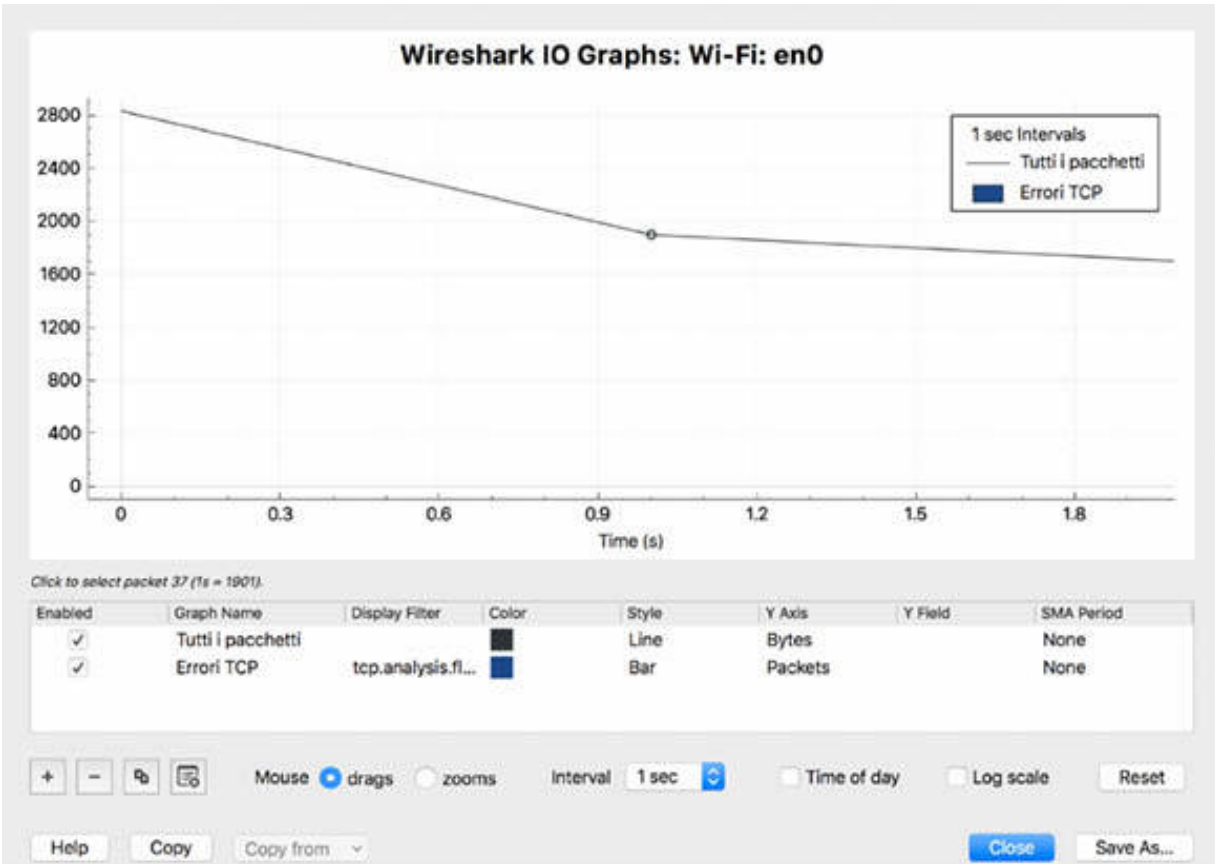 Wireshark IO Graphs: Wi-Fi: en0
2800
2400
2000
1600
1200
800
400
0
1 sec Intervals
Tutti i pacchetti
Errori TCP
0 0.3 0.6 0.9 1.2 1.5 1.8
Time (s)
Click to select packet 37 (1s = 1901).
Enabled Graph Name Display Filter Color Style Y Axis Y Field SMA Period
Tutti i pacchetti Line Bytes None
Errori TCP tcp.analysis.fl... Bar Packets None
+ − Mouse drags zooms Interval 1 sec Time of day Log scale Reset
Help Copy Copy from Close Save As...